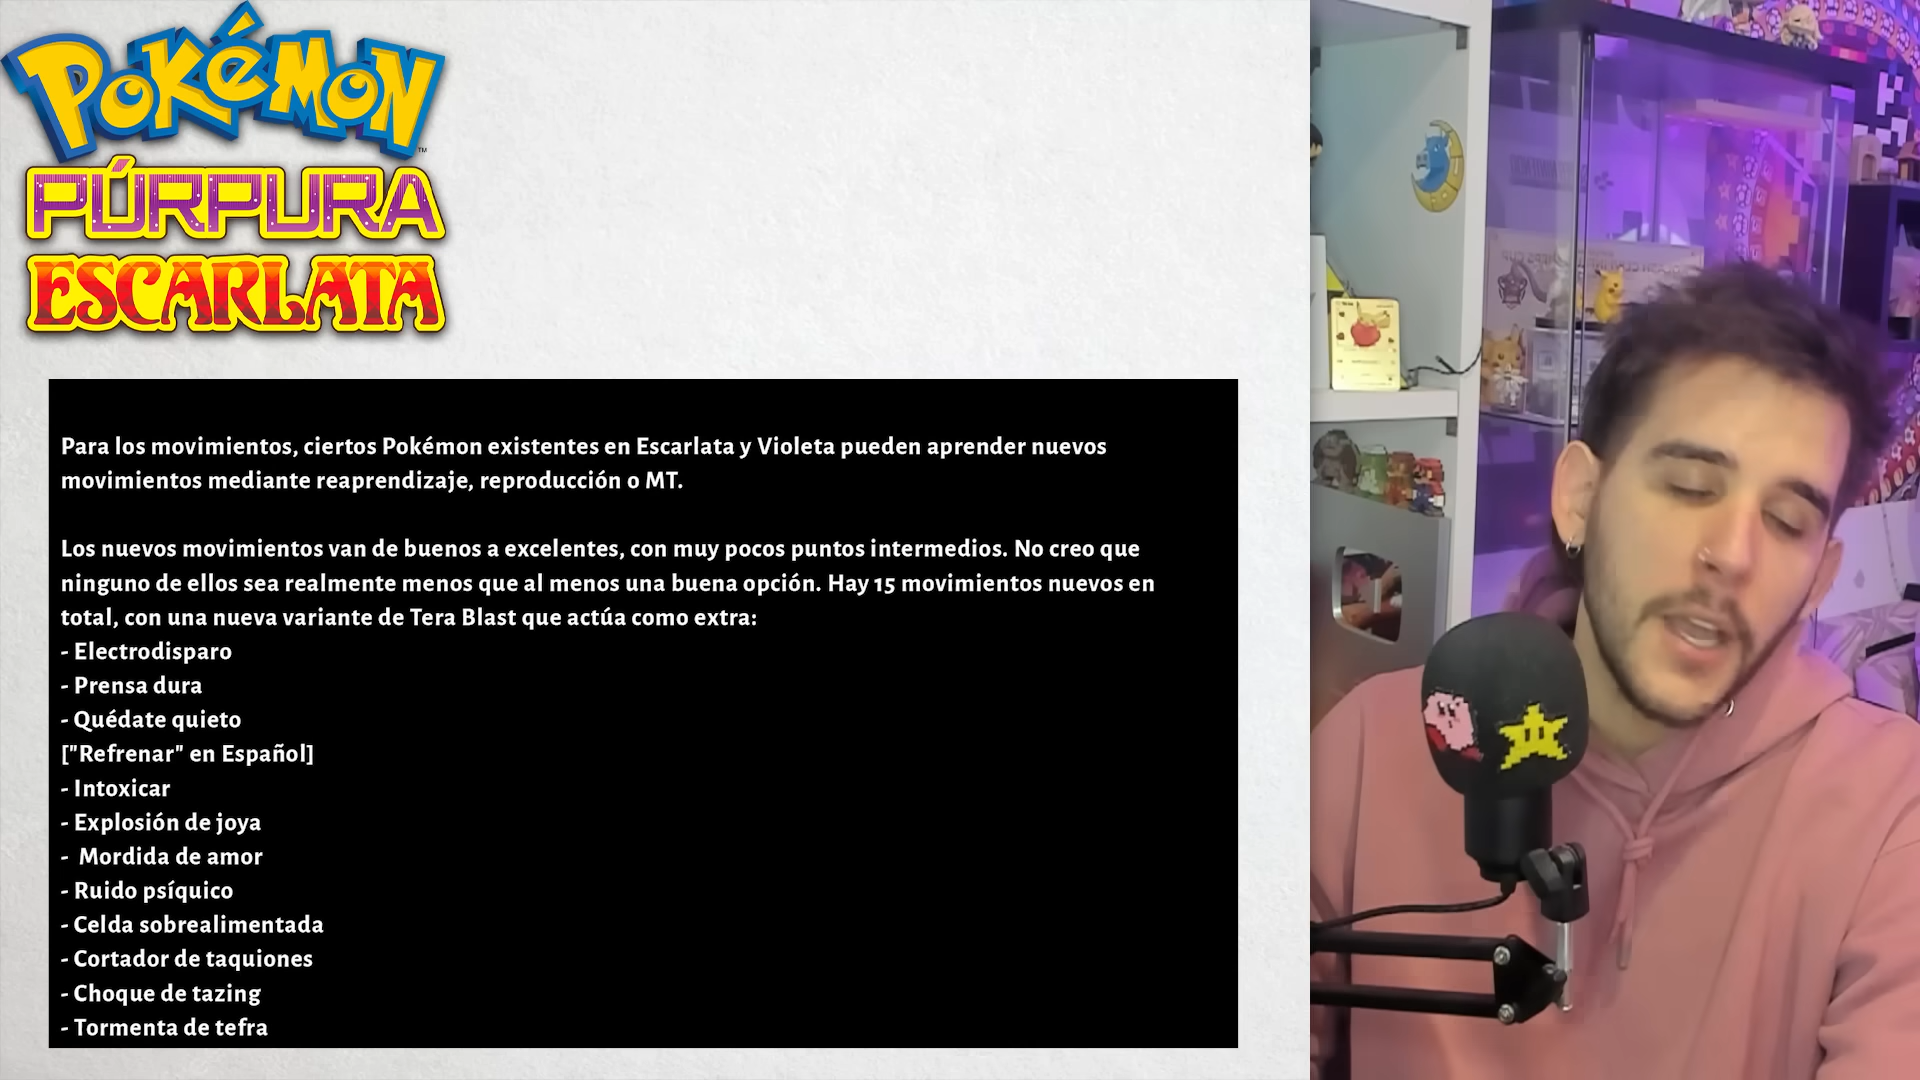 POKÉMON
TM
PÚRPURA
ESCARLATA
Para los movimientos, ciertos Pokémon existentes en Escarlata y Violeta pueden aprender nuevos
movimientos mediante reaprendizaje, reproducción o MT.
Los nuevos movimientos van de buenos a excelentes, con muy pocos puntos intermedios. No creo que
ninguno de ellos sea realmente menos que al menos una buena opción. Hay 15 movimientos nuevos en
total, con una nueva variante de Tera Blast que actúa como extra:
- Electrodisparo
- Prensa dura
- Quédate quieto
["Refrenar" en Español]
- Intoxicar
- Explosión de joya
-  Mordida de amor
- Ruido psíquico
- Celda sobrealimentada
- Cortador de taquiones
- Choque de tazing
- Tormenta de tefra